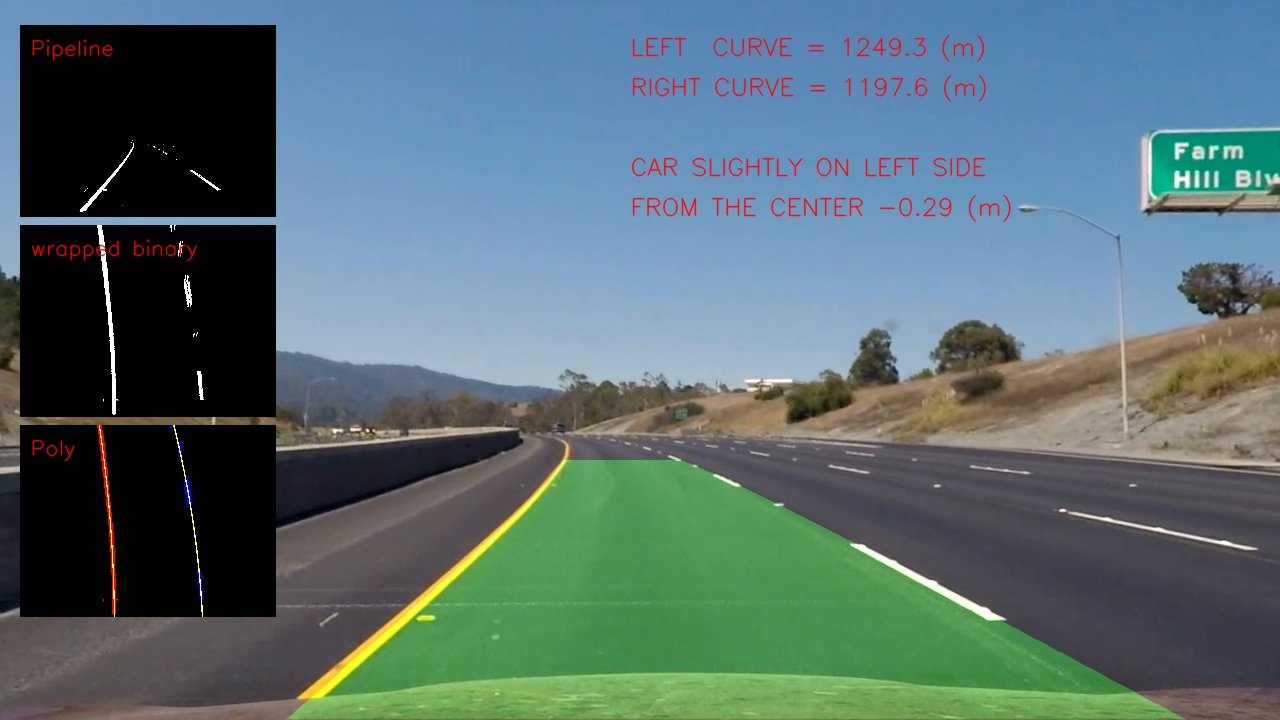 Pipeline
wrapped binary
Poly
LEFT CURVE = 1249.3 (m)
RIGHT CURVE = 1197.6 (m)
CAR SLIGHTLY ON LEFT SIDE
FROM THE CENTER -0.29 (m)
Farm
Hill Blv